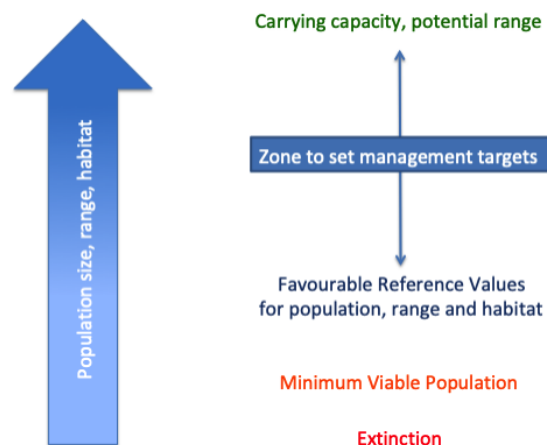 Carrying capacity, potential range
Population size, range, habitat
Zone to set management targets
Favourable Reference Values
for population, range and habitat
Minimum Viable Population
Extinction